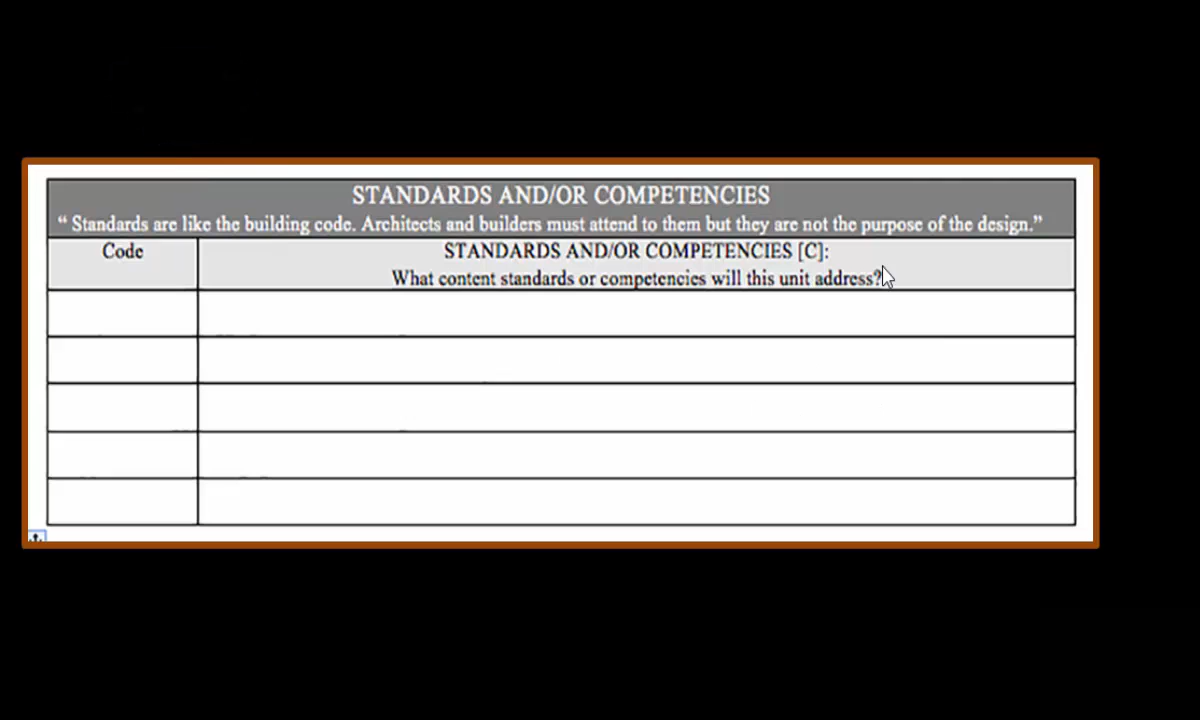 STANDARDS AND/OR COMPETENCIES
“ Standards are like the building code. Architects and builders must attend to them but they are not the purpose of the design.”
Code
STANDARDS AND/OR COMPETENCIES [C]:
What content standards or competencies will this unit address?